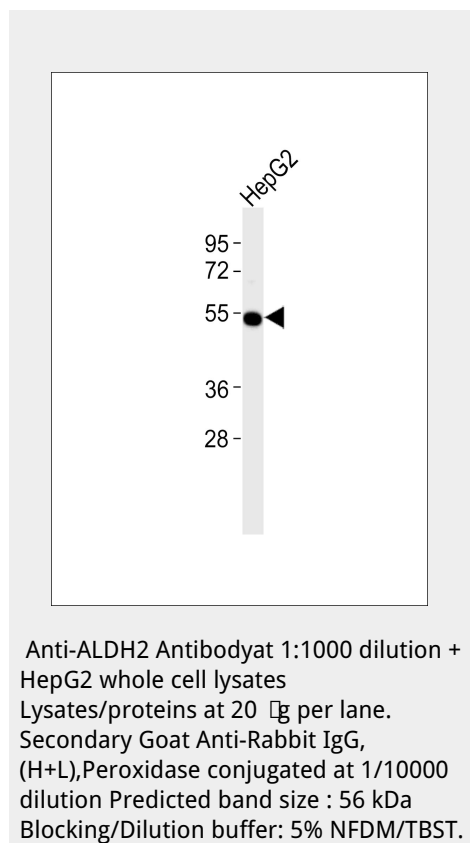 HepG2
95
72
55
36
28
Anti-ALDH2 Antibodyat 1:1000 dilution +
HepG2 whole cell lysates
Lysates/proteins at 20 □g per lane.
Secondary Goat Anti-Rabbit IgG,
(H+L),Peroxidase conjugated at 1/10000
dilution Predicted band size : 56 kDa
Blocking/Dilution buffer: 5% NFDM/TBST.